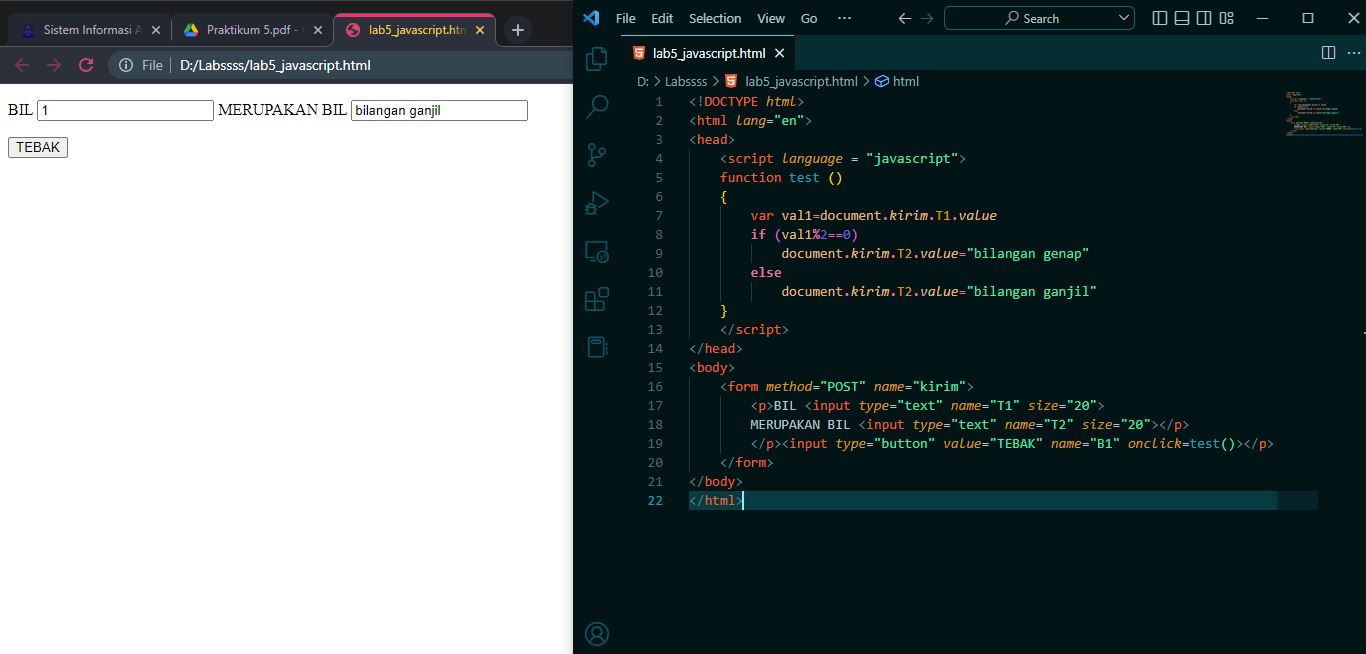 Sistem Informasi A
Praktikum 5.pdf -
lab5_javascript.htm
File D:/Labssss/lab5_javascript.html
BIL 1 MERUPAKAN BIL bilangan ganjil
TEBAK
File Edit Selection View Go ··· Search
lab5_javascript.html
D: > Labssss > lab5_javascript.html > html
1 <!DOCTYPE html>
2 <html lang="en">
3 <head>
4 <script language = "javascript">
5 function test ()
6 {
7 var val1=document.kirim.T1.value
8 if (val1%2==0)
9 document.kirim.T2.value="bilangan genap"
10 else
11 document.kirim.T2.value="bilangan ganjil"
12 }
13 </script>
14 </head>
15 <body>
16 <form method="POST" name="kirim">
17 <p>BIL <input type="text" name="T1" size="20">
18 MERUPAKAN BIL <input type="text" name="T2" size="20"></p>
19 </p><input type="button" value="TEBAK" name="B1" onclick=test()></p>
20 </form>
21 </body>
22 </html>